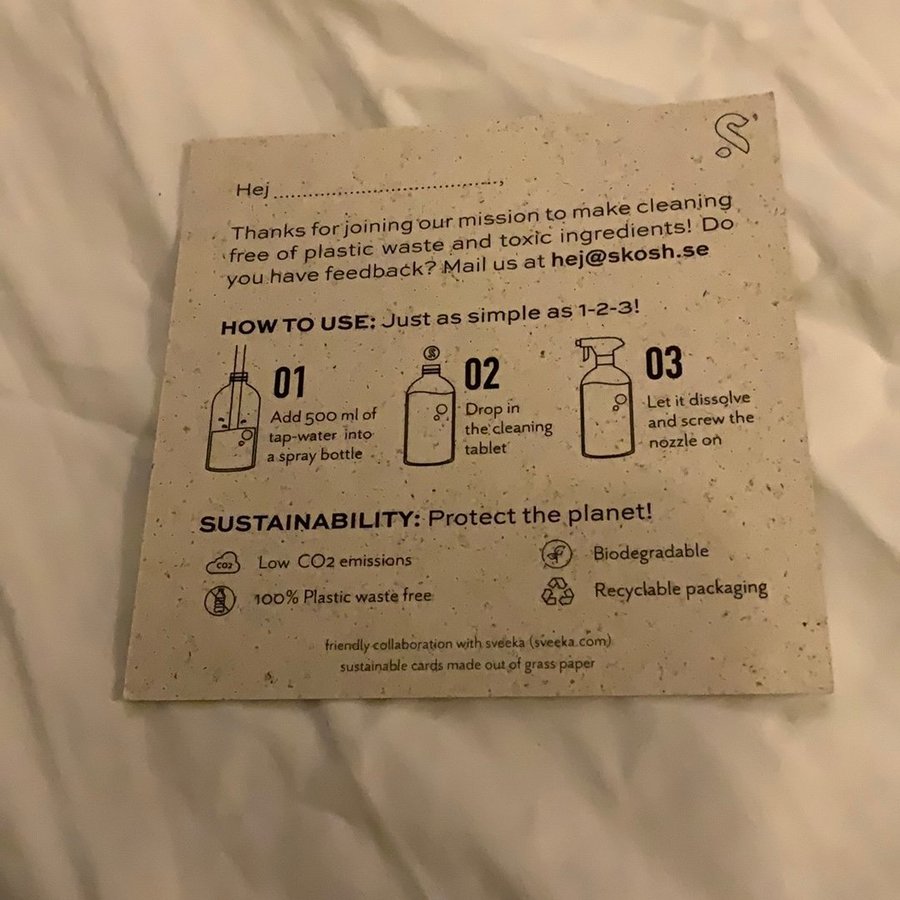 Hej ......................................,
Thanks for joining our mission to make cleaning
free of plastic waste and toxic ingredients! Do
you have feedback? Mail us at hej@skosh.se
HOW TO USE: Just as simple as 1-2-3!
01
Add 500 ml of
tap-water into
a spray bottle
02
Drop in
the cleaning
tablet
03
Let it dissolve
and screw the
nozzle on
SUSTAINABILITY: Protect the planet!
CO2 Low CO2 emissions
Biodegradable
100% Plastic waste free
Recyclable packaging
friendly collaboration with sveeka (sveeka.com)
sustainable cards made out of grass paper